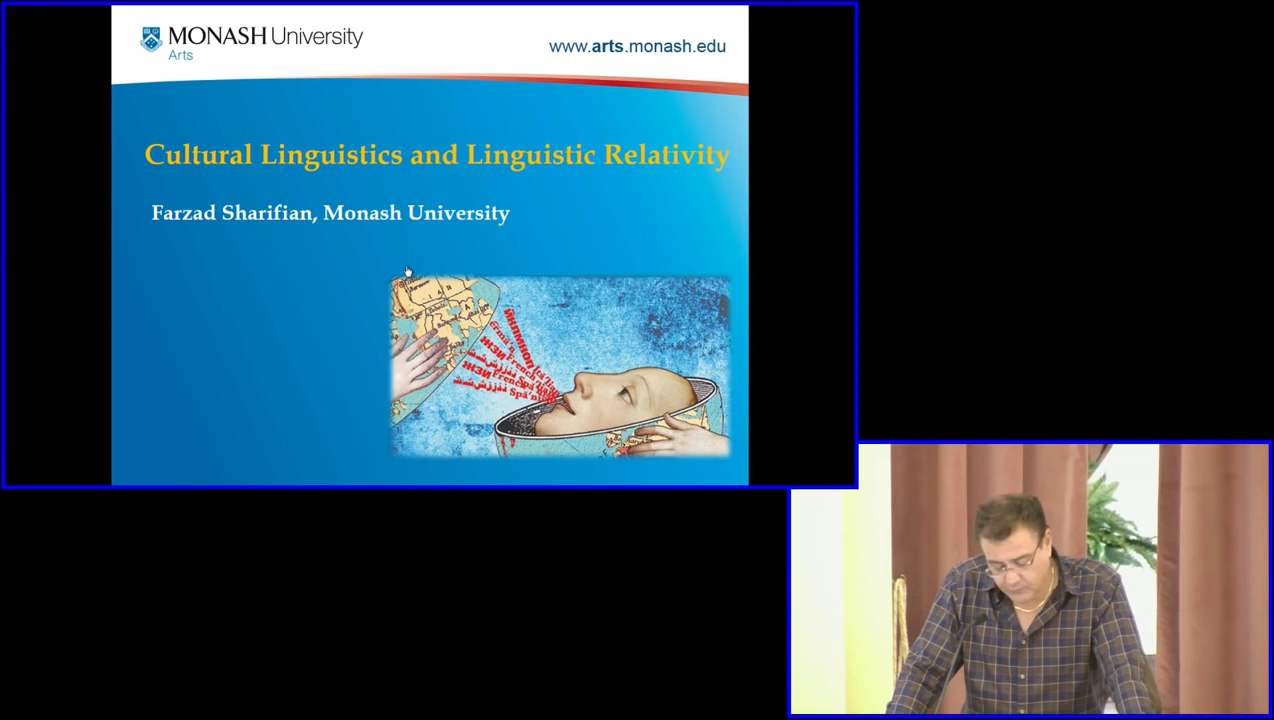 MONASH University
Arts
www.arts.monash.edu
Cultural Linguistics and Linguistic Relativity
Farzad Sharifian, Monash University